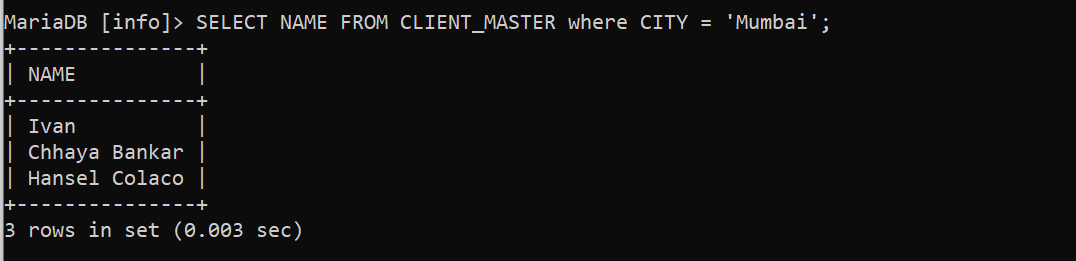 MariaDB [info]> SELECT NAME FROM CLIENT_MASTER where CITY = 'Mumbai';
+---------------+
| NAME          |
+---------------+
| Ivan          |
| Chhaya Bankar |
| Hansel Colaco |
+---------------+
3 rows in set (0.003 sec)